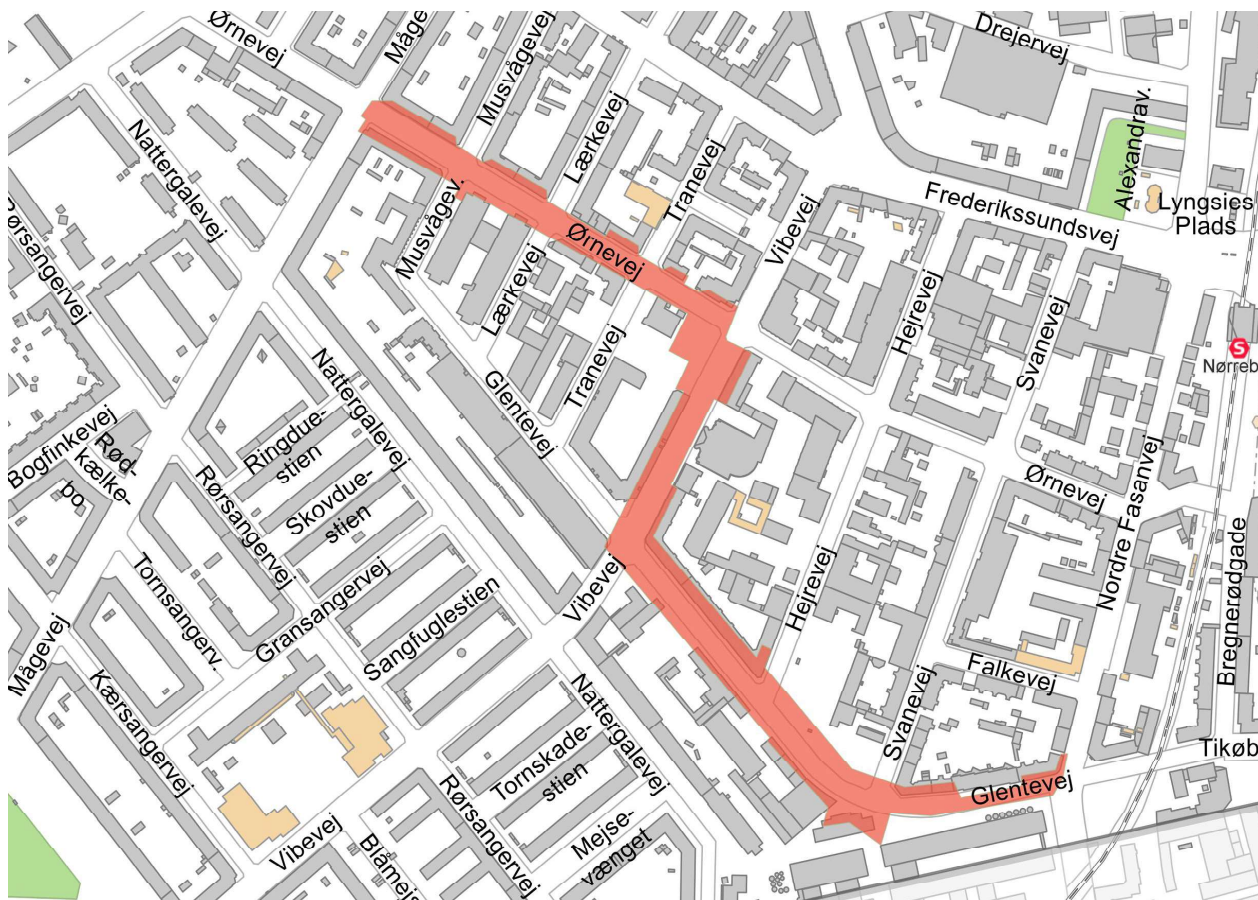 Ørnevej
Måge
Musvågevej
Drejervej
Nattergalevej
Lærkevej
Tranevej
Alexandrav.
Frederikssundsvej
Lyngsies
Plads
Vibevej
Musvågev.
Ørnevej
Lærkevej
Hejrevej
Svanevej
S
Nørreb
ørsangervej
Tranevej
Glentevej
Nattergalevej
Bogfinkevej
Rød-
kælke-
bo
Ringdue-
stien
Skovdue-
stien
Rørsangervej
Ørnevej
Nordre Fasanvej
Bregnerødgade
Tornsangerv.
Gransangervej
Sangfuglestien
Vibevej
Hejrevej
Mågevej
Kærsangervej
Nattergalevej
Svanevej
Falkevej
Tikøb
Glentevej
Tornskade-
stien
Rørsangervej
Mejse-
vænget
Vibevej
Blåmejs